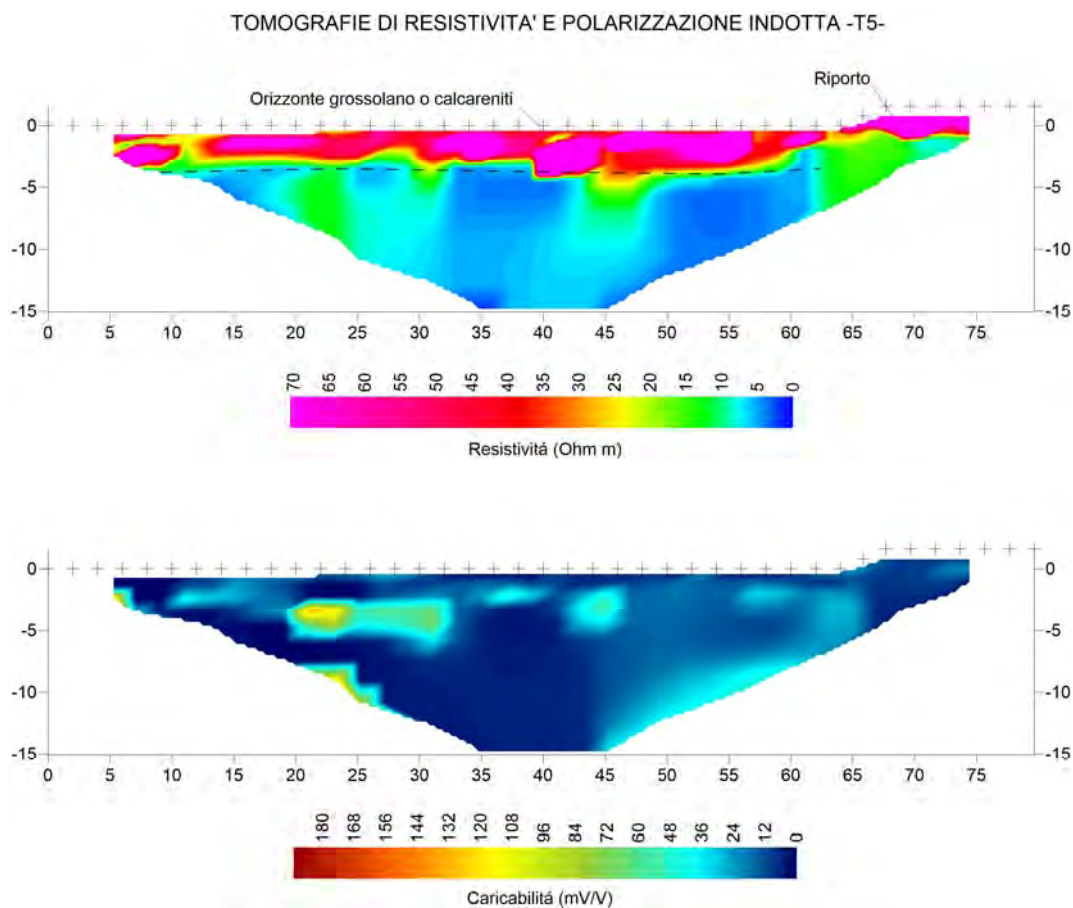 TOMOGRAFIE DI RESISTIVITA' E POLARIZZAZIONE INDOTTA -T5-
Riporto
Orizzonte grossolano o calcareniti
0 0
-5 -5
-10 -10
-15 -15
0 5 10 15 20 25 30 35 40 45 50 55 60 65 70 75
70 65 60 55 50 45 40 35 30 25 20 15 10 5 0
Resistivitá (Ohm m)
0 0
-5 -5
-10 -10
-15 -15
0 5 10 15 20 25 30 35 40 45 50 55 60 65 70 75
180 168 156 144 132 120 108 96 84 72 60 48 36 24 12 0
Caricabilitá (mV/V)